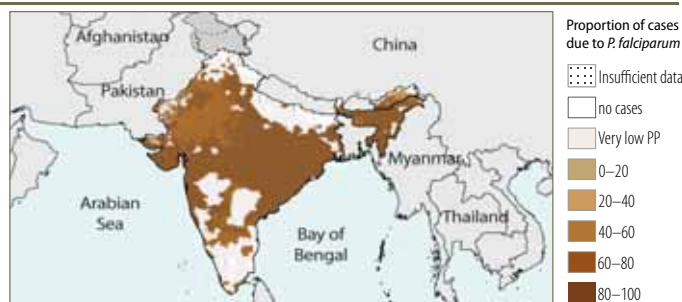 Afghanistan
China
Pakistan
Myanmar
Arabian
Sea
Bay of
Bengal
Thailand
Proportion of cases
due to P. falciparum
Insufficient data
no cases
Very low PP
0–20
20–40
40–60
60–80
80–100